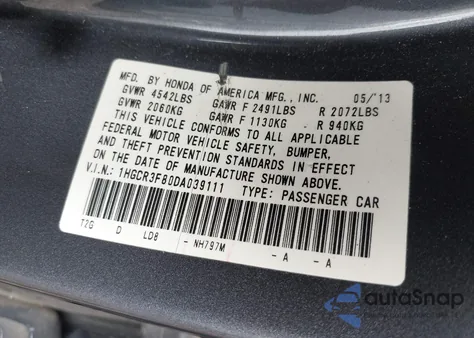 MFD. BY HONDA OF AMERICA MFG., INC. 05/'13
GVWR 4542LBS GAWR F 2491LBS R 2072LBS
GVWR 2060KG GAWR F 1130KG R 940KG
THIS VEHICLE CONFORMS TO ALL APPLICABLE
FEDERAL MOTOR VEHICLE SAFETY, BUMPER,
AND THEFT PREVENTION STANDARDS IN EFFECT
ON THE DATE OF MANUFACTURE SHOWN ABOVE.
V.I.N.: 1HGCR3F80DA039111 TYPE: PASSENGER CAR
T2G D LD8 -NH797M -A -A
autoSnap